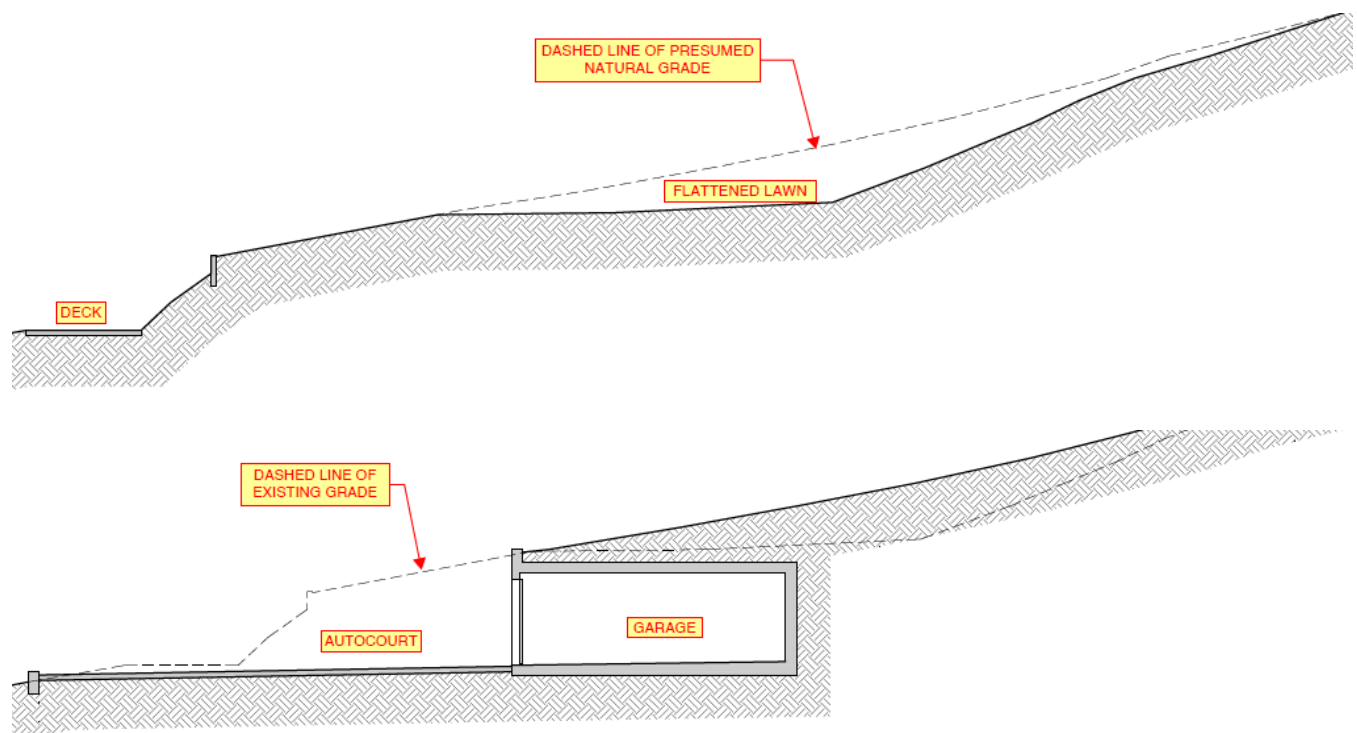 DASHED LINE OF PRESUMED
NATURAL GRADE
FLATTENED LAWN
DECK
DASHED LINE OF
EXISTING GRADE
AUTOCOURT
GARAGE